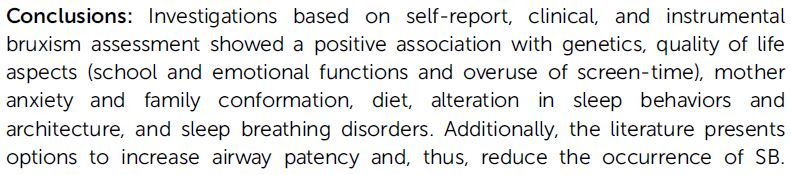 Conclusions: Investigations based on self-report, clinical, and instrumental
bruxism assessment showed a positive association with genetics, quality of life
aspects (school and emotional functions and overuse of screen-time), mother
anxiety and family conformation, diet, alteration in sleep behaviors and
architecture, and sleep breathing disorders. Additionally, the literature presents
options to increase airway patency and, thus, reduce the occurrence of SB.